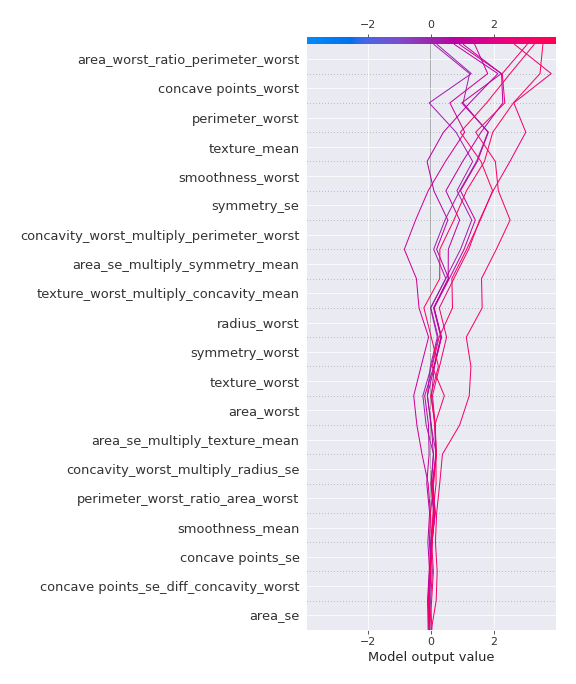 −2 0 2
area_worst_ratio_perimeter_worst
concave points_worst
perimeter_worst
texture_mean
smoothness_worst
symmetry_se
concavity_worst_multiply_perimeter_worst
area_se_multiply_symmetry_mean
texture_worst_multiply_concavity_mean
radius_worst
symmetry_worst
texture_worst
area_worst
area_se_multiply_texture_mean
concavity_worst_multiply_radius_se
perimeter_worst_ratio_area_worst
smoothness_mean
concave points_se
concave points_se_diff_concavity_worst
area_se
−2 0 2
Model output value